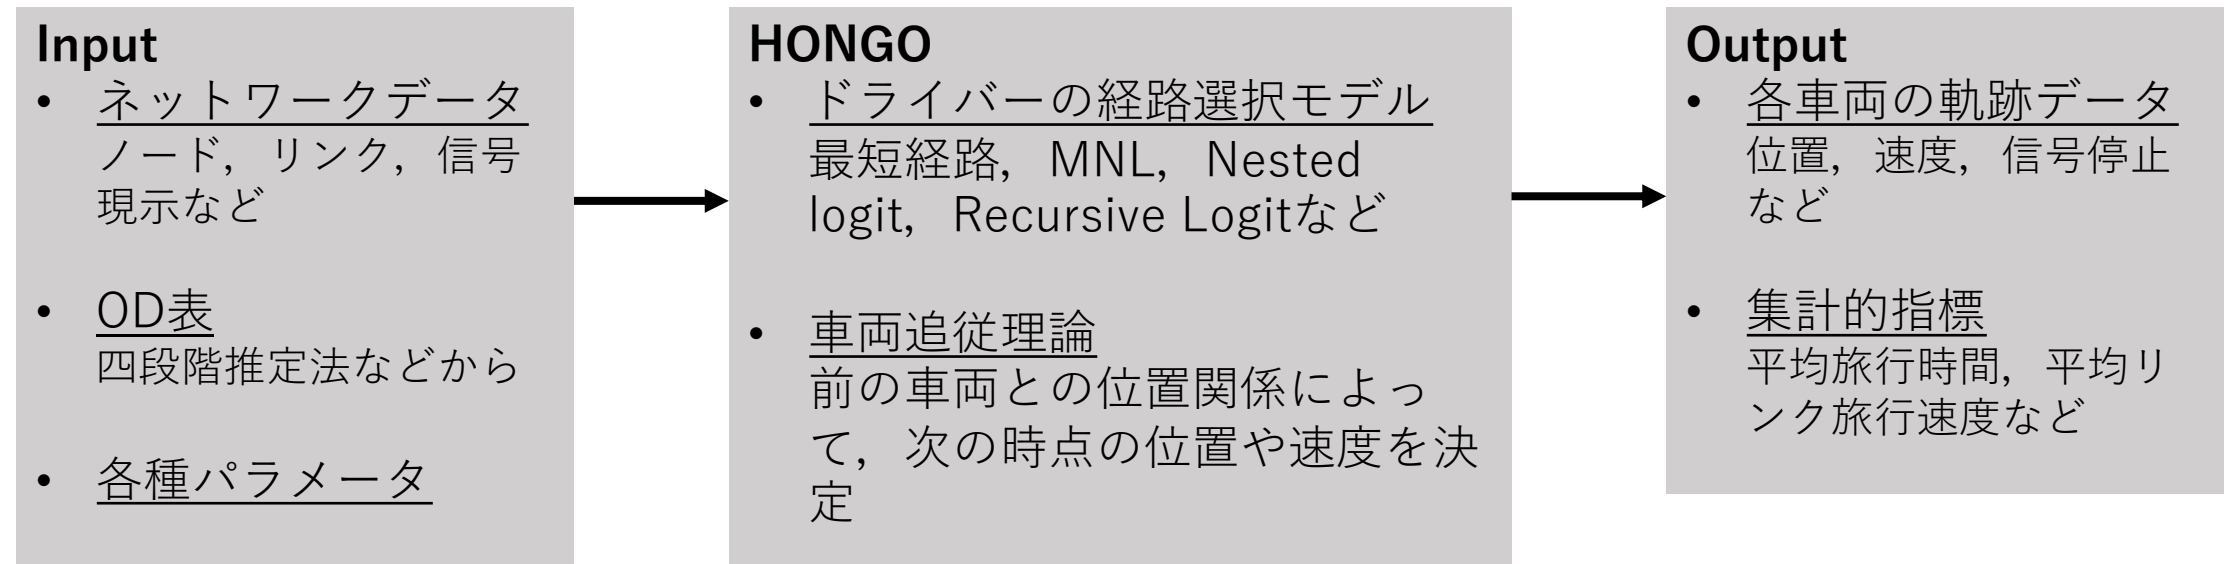 Input
• ネットワークデータ
ノード，リンク，信号
現示など
• OD表
四段階推定法などから
• 各種パラメータ
HONGO
• ドライバーの経路選択モデル
最短経路，MNL，Nested
logit，Recursive Logitなど
• 車両追従理論
前の車両との位置関係によっ
て，次の時点の位置や速度を決
定
Output
• 各車両の軌跡データ
位置，速度，信号停止
など
• 集計的指標
平均旅行時間，平均リ
ンク旅行速度など